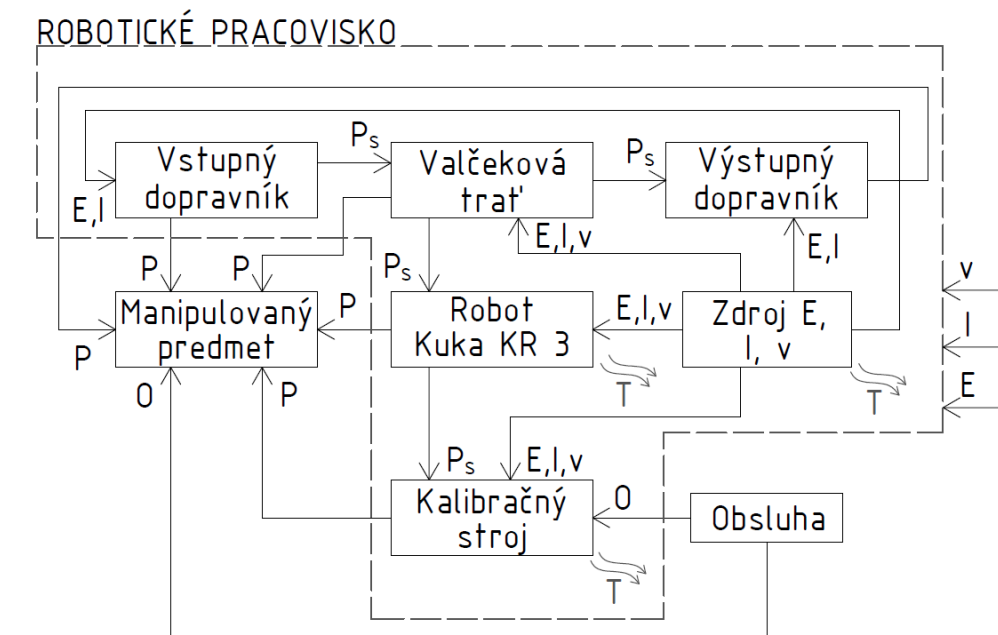 ROBOTICKÉ PRACOVISKO
Vstupný
dopravník
Ps
Valčeková
trať
Ps
Výstupný
dopravník
E,I
E,I,v
E,I
P
P
Ps
v
Manipulovaný
predmet
P
Robot
Kuka KR 3
E,I,v
Zdroj E,
I, v
I
P
O
P
T
T
E
Ps
E,I,v
Kalibračný
stroj
O
Obsluha
T